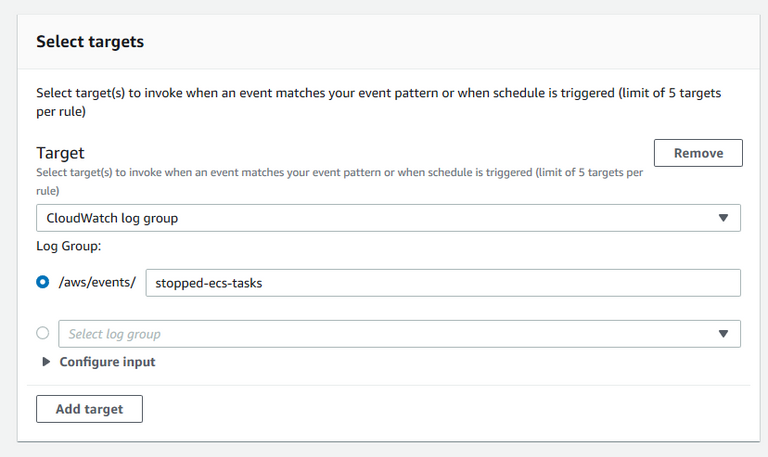 Select targets
Select target(s) to invoke when an event matches your event pattern or when schedule is triggered (limit of 5 targets
per rule)
Target
Remove
Select target(s) to invoke when an event matches your event pattern or when schedule is triggered (limit of 5 targets per
rule)
CloudWatch log group
Log Group:
/aws/events/ stopped-ecs-tasks
Select log group
Configure input
Add target